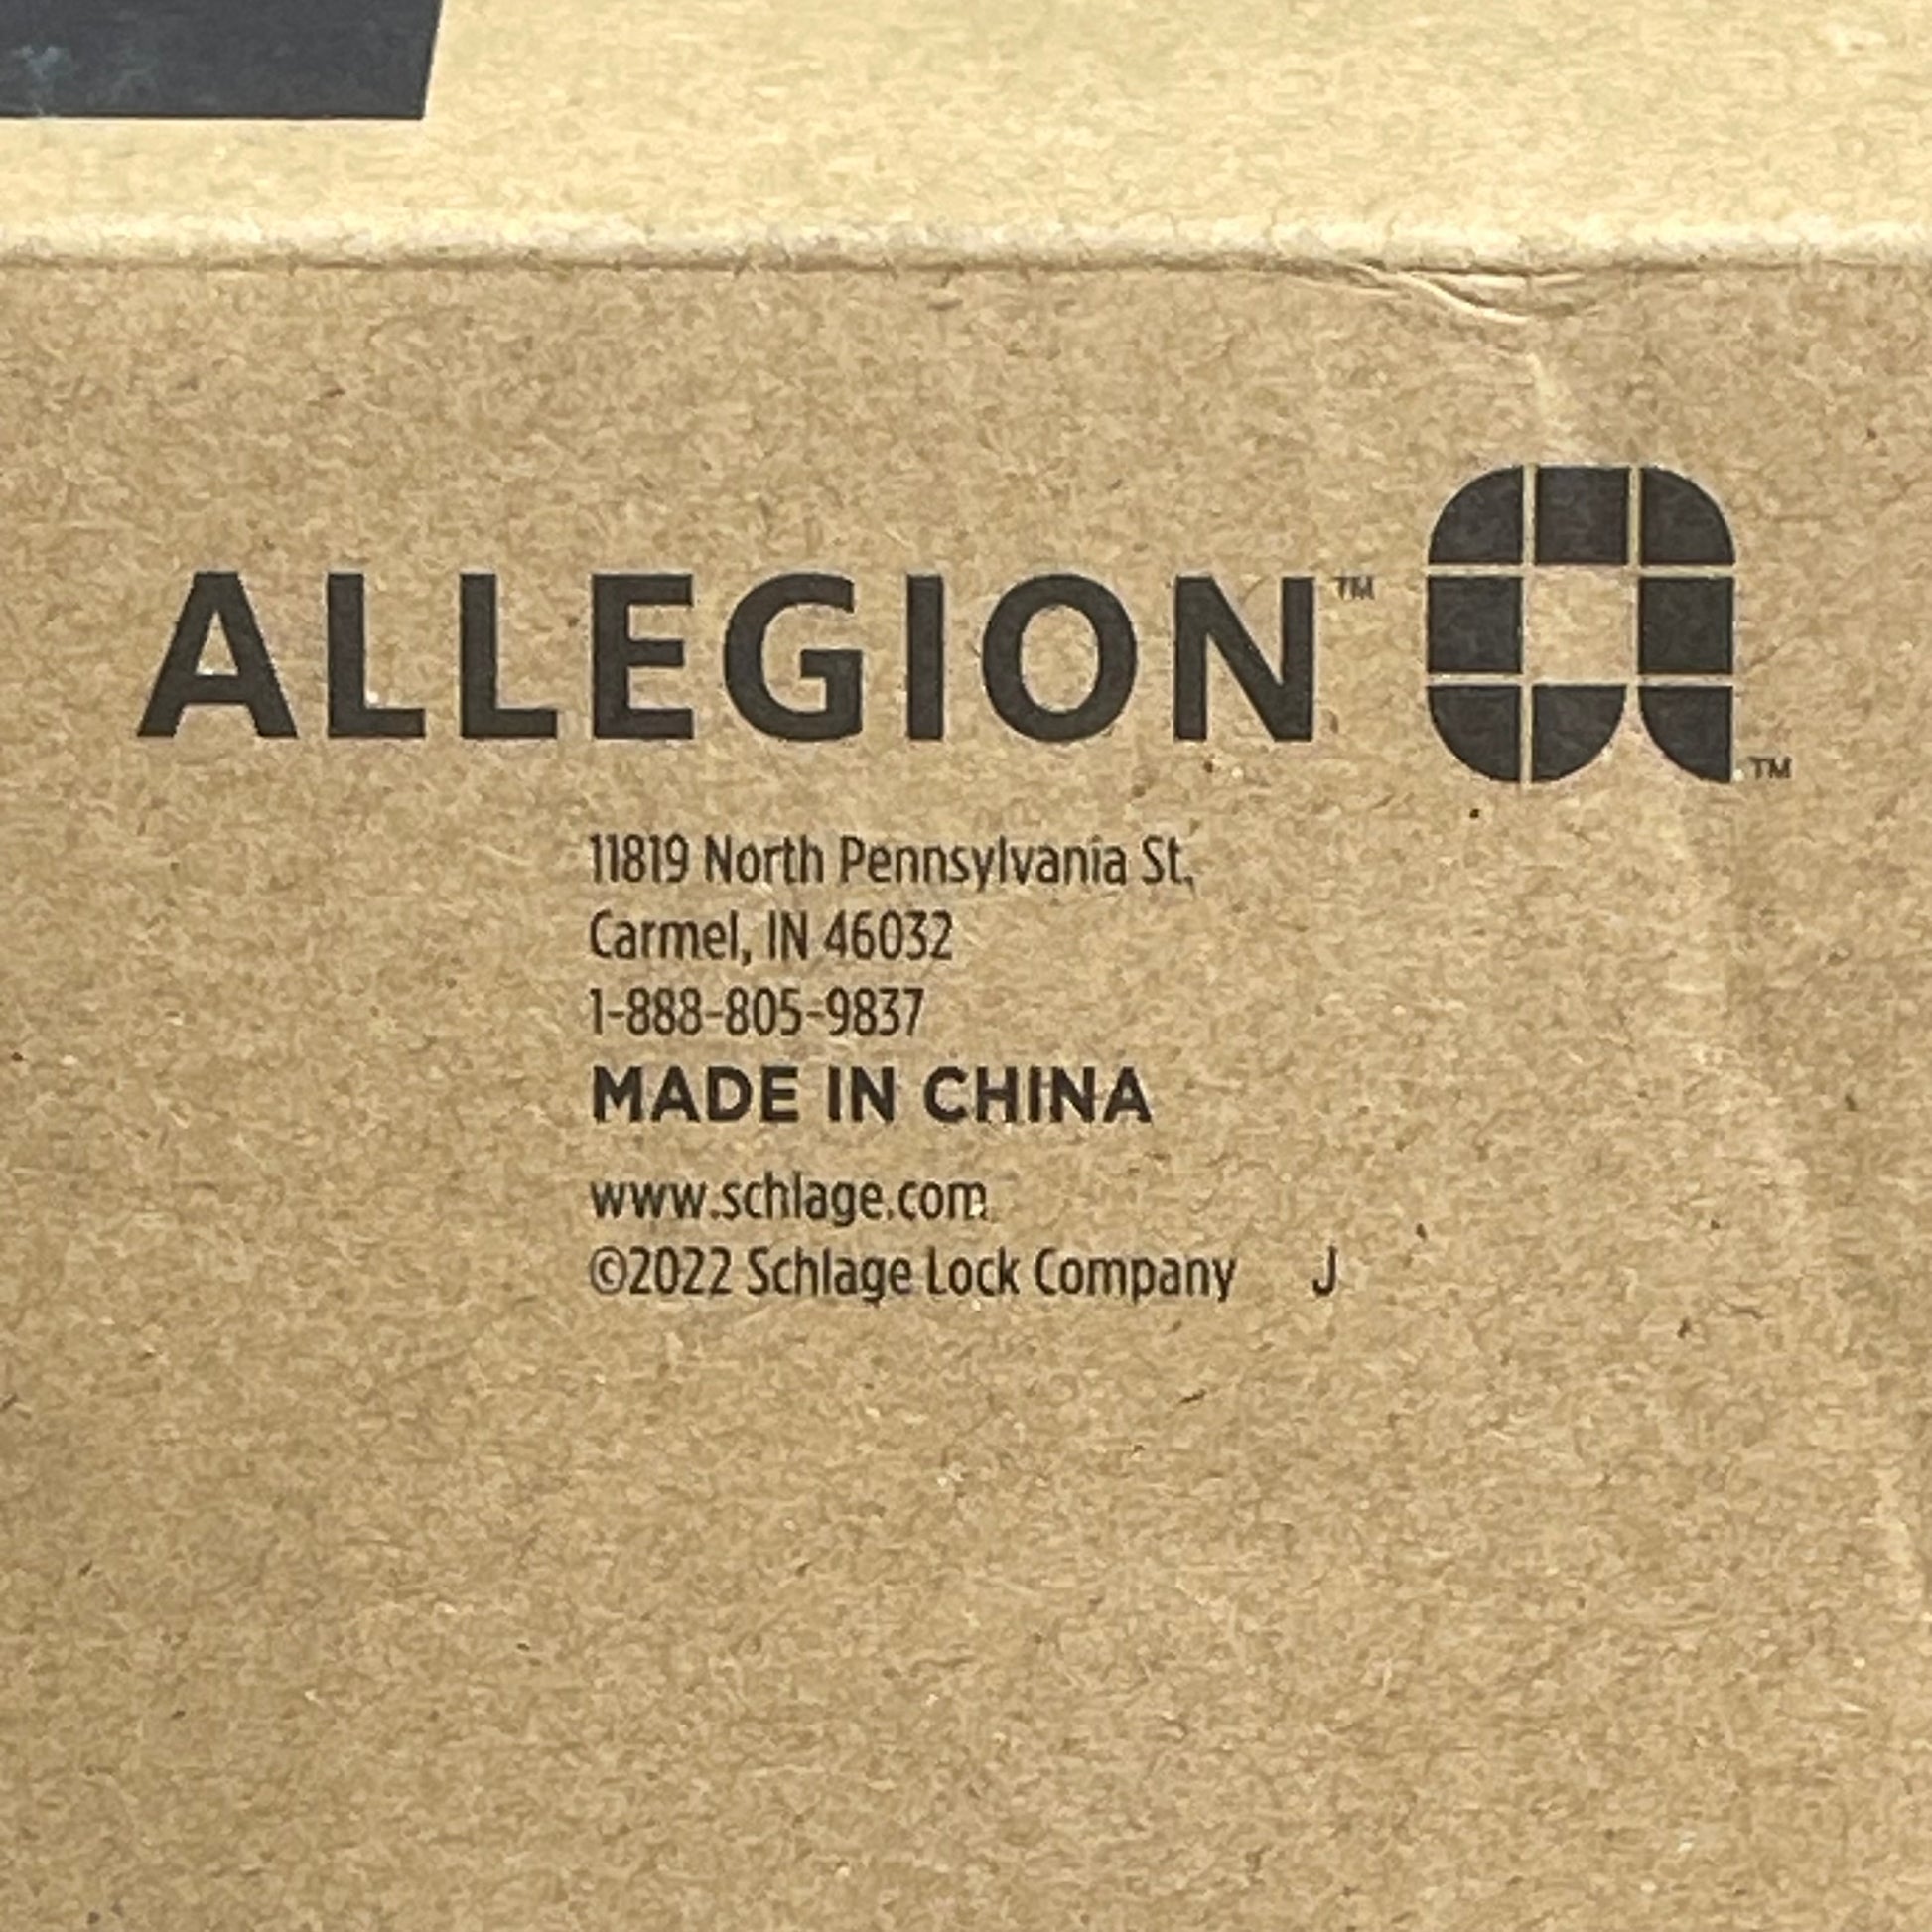 ALLEGION™
™
11819 North Pennsylvania St.
Carmel, IN 46032
1-888-805-9837
MADE IN CHINA
www.schlage.com
©2022 Schlage Lock Company J